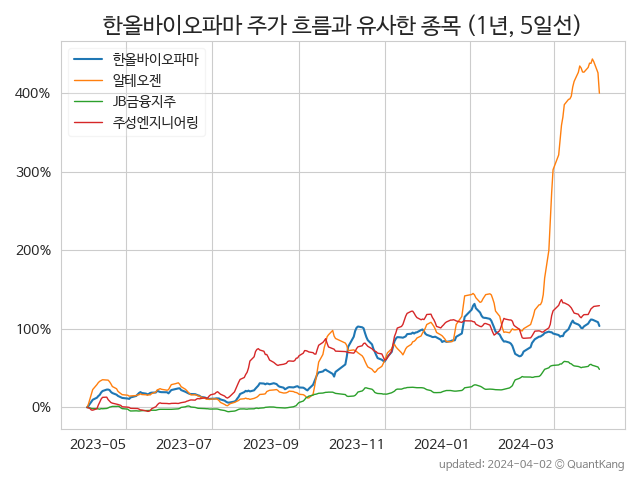 한올바이오파마 주가 흐름과 유사한 종목 (1년, 5일선)
한올바이오파마
알테오젠
JB금융지주
주성엔지니어링
400%
300%
200%
100%
0%
2023-05 2023-07 2023-09 2023-11 2024-01 2024-03
updated: 2024-04-02 © QuantKang